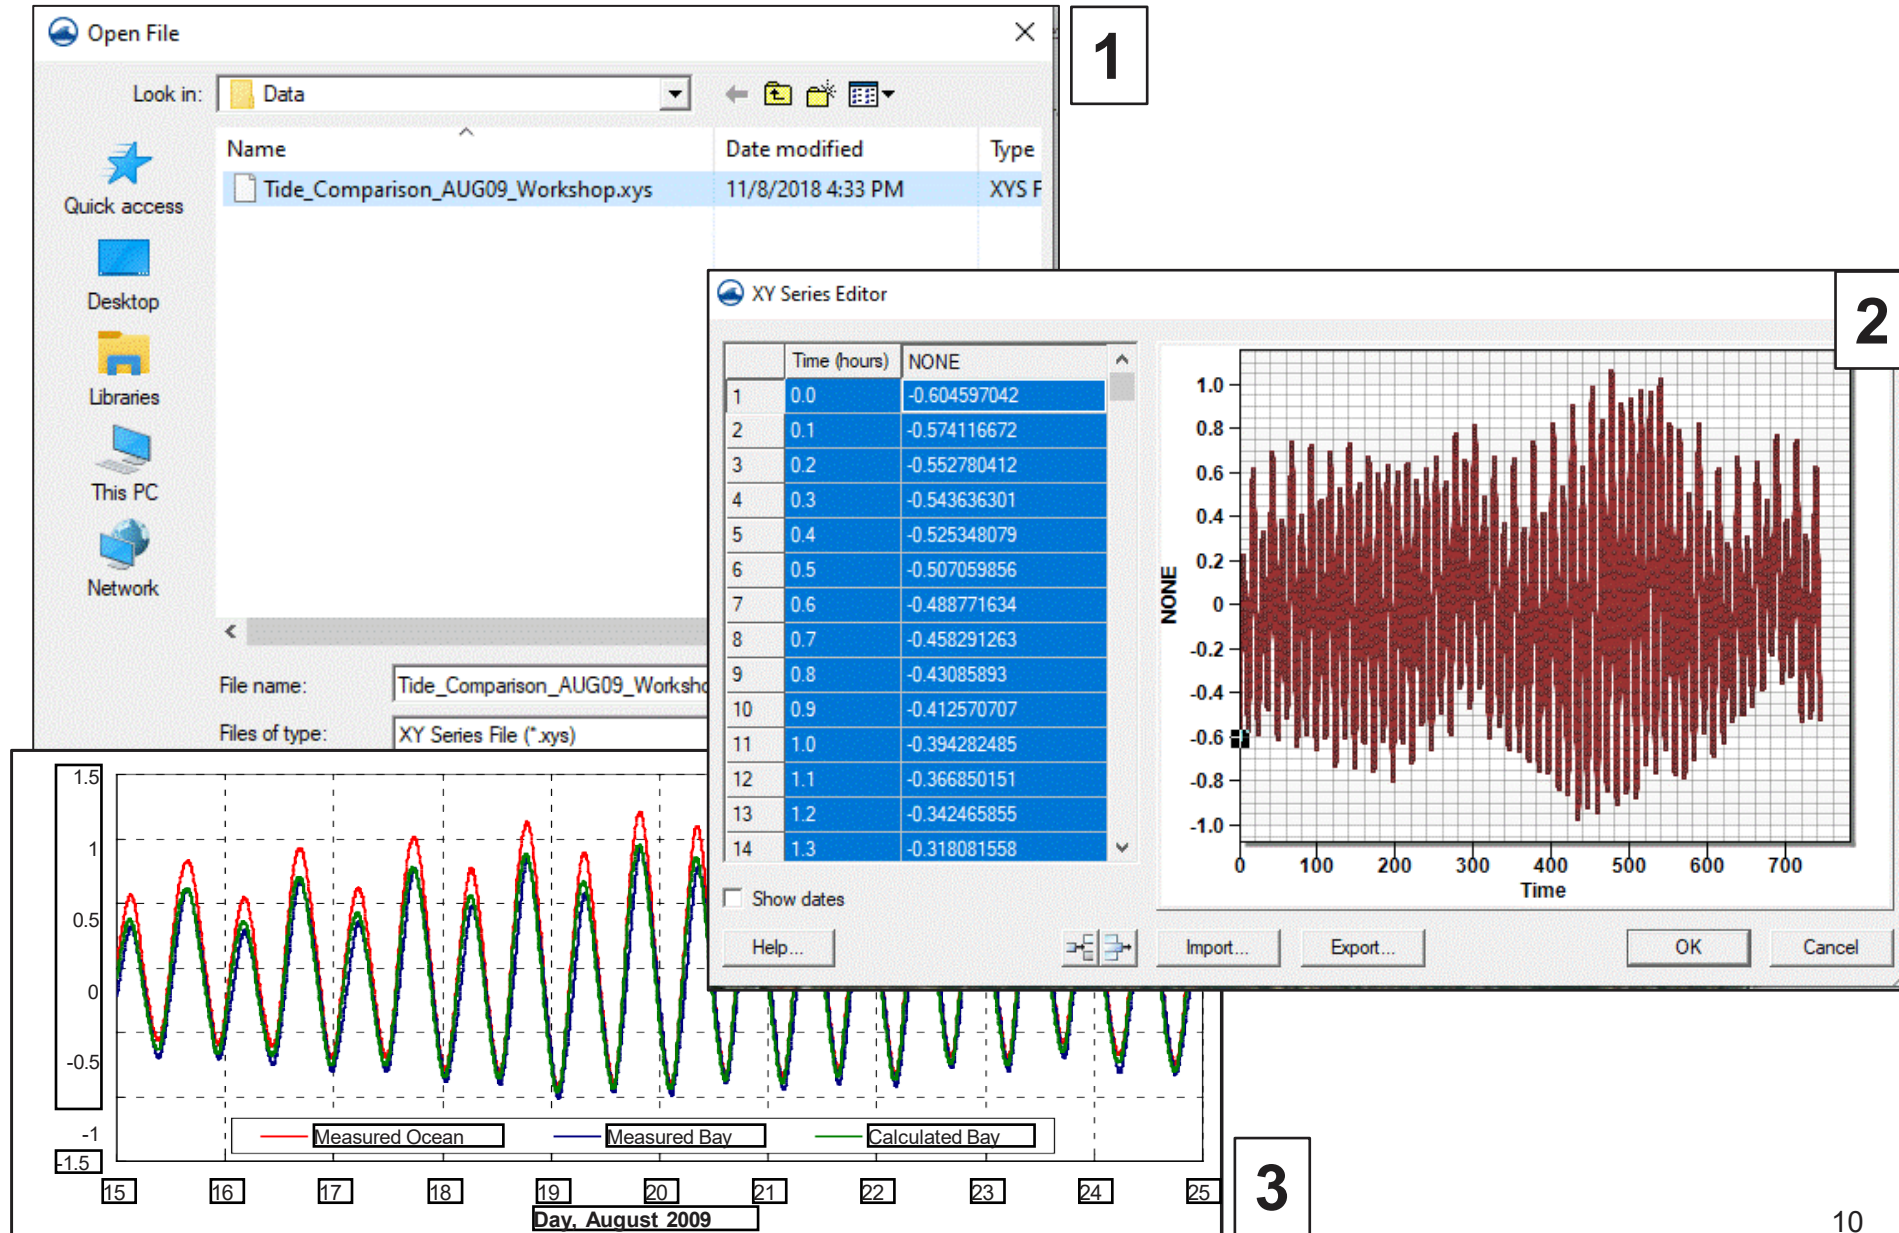 Open File
1
Look in:
Data
Name
Date modified
Type
Tide_Comparison_AUG09_Workshop.xys
11/8/2018 4:33 PM
XYS F
Quick access
Desktop
Libraries
This PC
Network
File name:
Tide_Comparison_AUG09_Worksho
Files of type:
XY Series File (*.xys)
XY Series Editor
2
Time (hours) NONE
1 0.0 -0.604597042
2 0.1 -0.574116672
3 0.2 -0.552780412
4 0.3 -0.543636301
5 0.4 -0.525348079
6 0.5 -0.507059856
7 0.6 -0.488771634
8 0.7 -0.458291263
9 0.8 -0.43085893
10 0.9 -0.412570707
11 1.0 -0.394282485
12 1.1 -0.366850151
13 1.2 -0.342465855
14 1.3 -0.318081558
Show dates
Help...
1.0
0.8
0.6
0.4
0.2
0
-0.2
-0.4
-0.6
-0.8
-1.0
NONE
0 100 200 300 400 500 600 700
Time
Import...
Export...
OK
Cancel
1.5
1
0.5
0
-0.5
-1
-1.5
Measured Ocean
Measured Bay
Calculated Bay
15 16 17 18 19 20 21 22 23 24 25
Day, August 2009
3
10